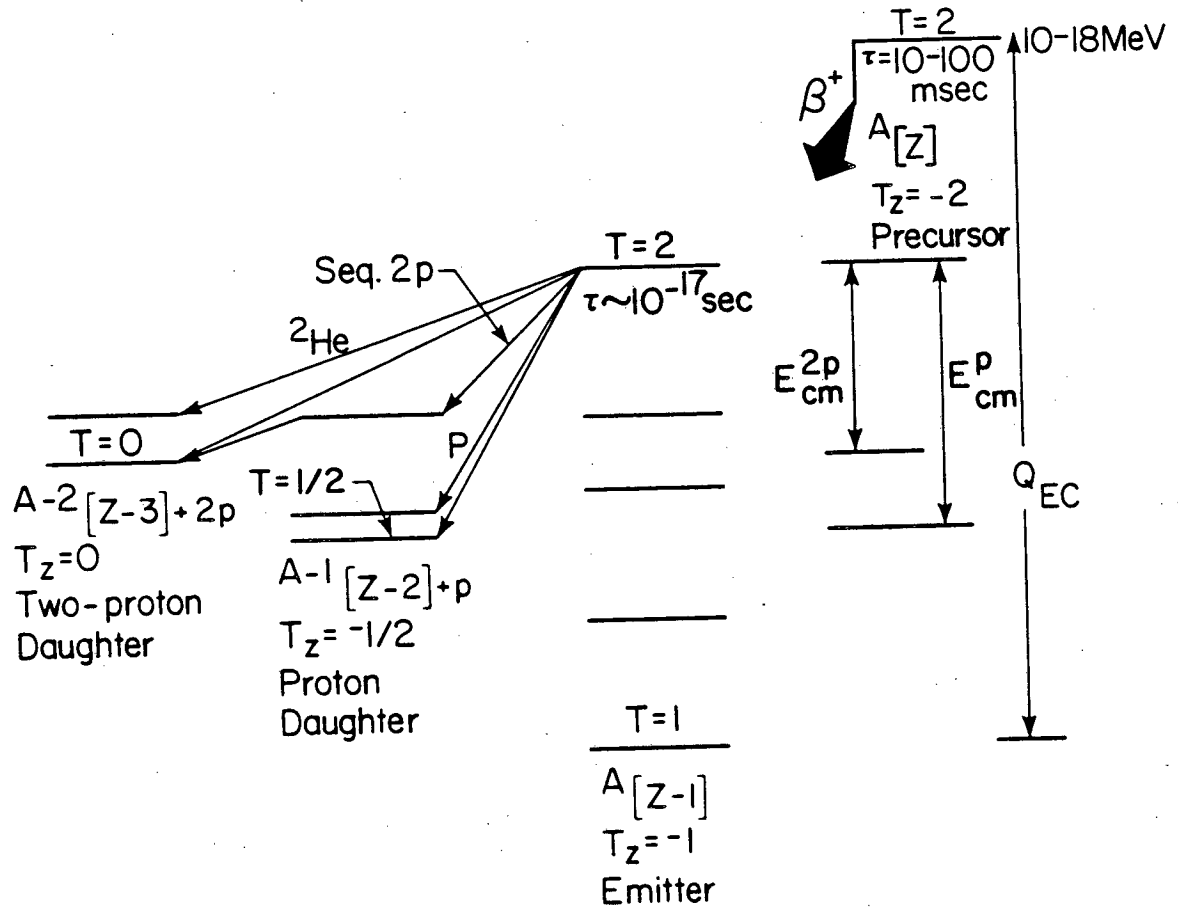 T=2
10-18MeV
τ=10-100
msec
β+
A[Z]
Tz=-2
Precursor
T=2
τ~10-17sec
Seq. 2p
2He
E2pcm
Epcm
T=0
P
T=1/2
QEC
A-2[Z-3]+2p
Tz=0
Two-proton
Daughter
A-1[Z-2]+p
Tz=-1/2
Proton
Daughter
T=1
A[Z-1]
Tz=-1
Emitter